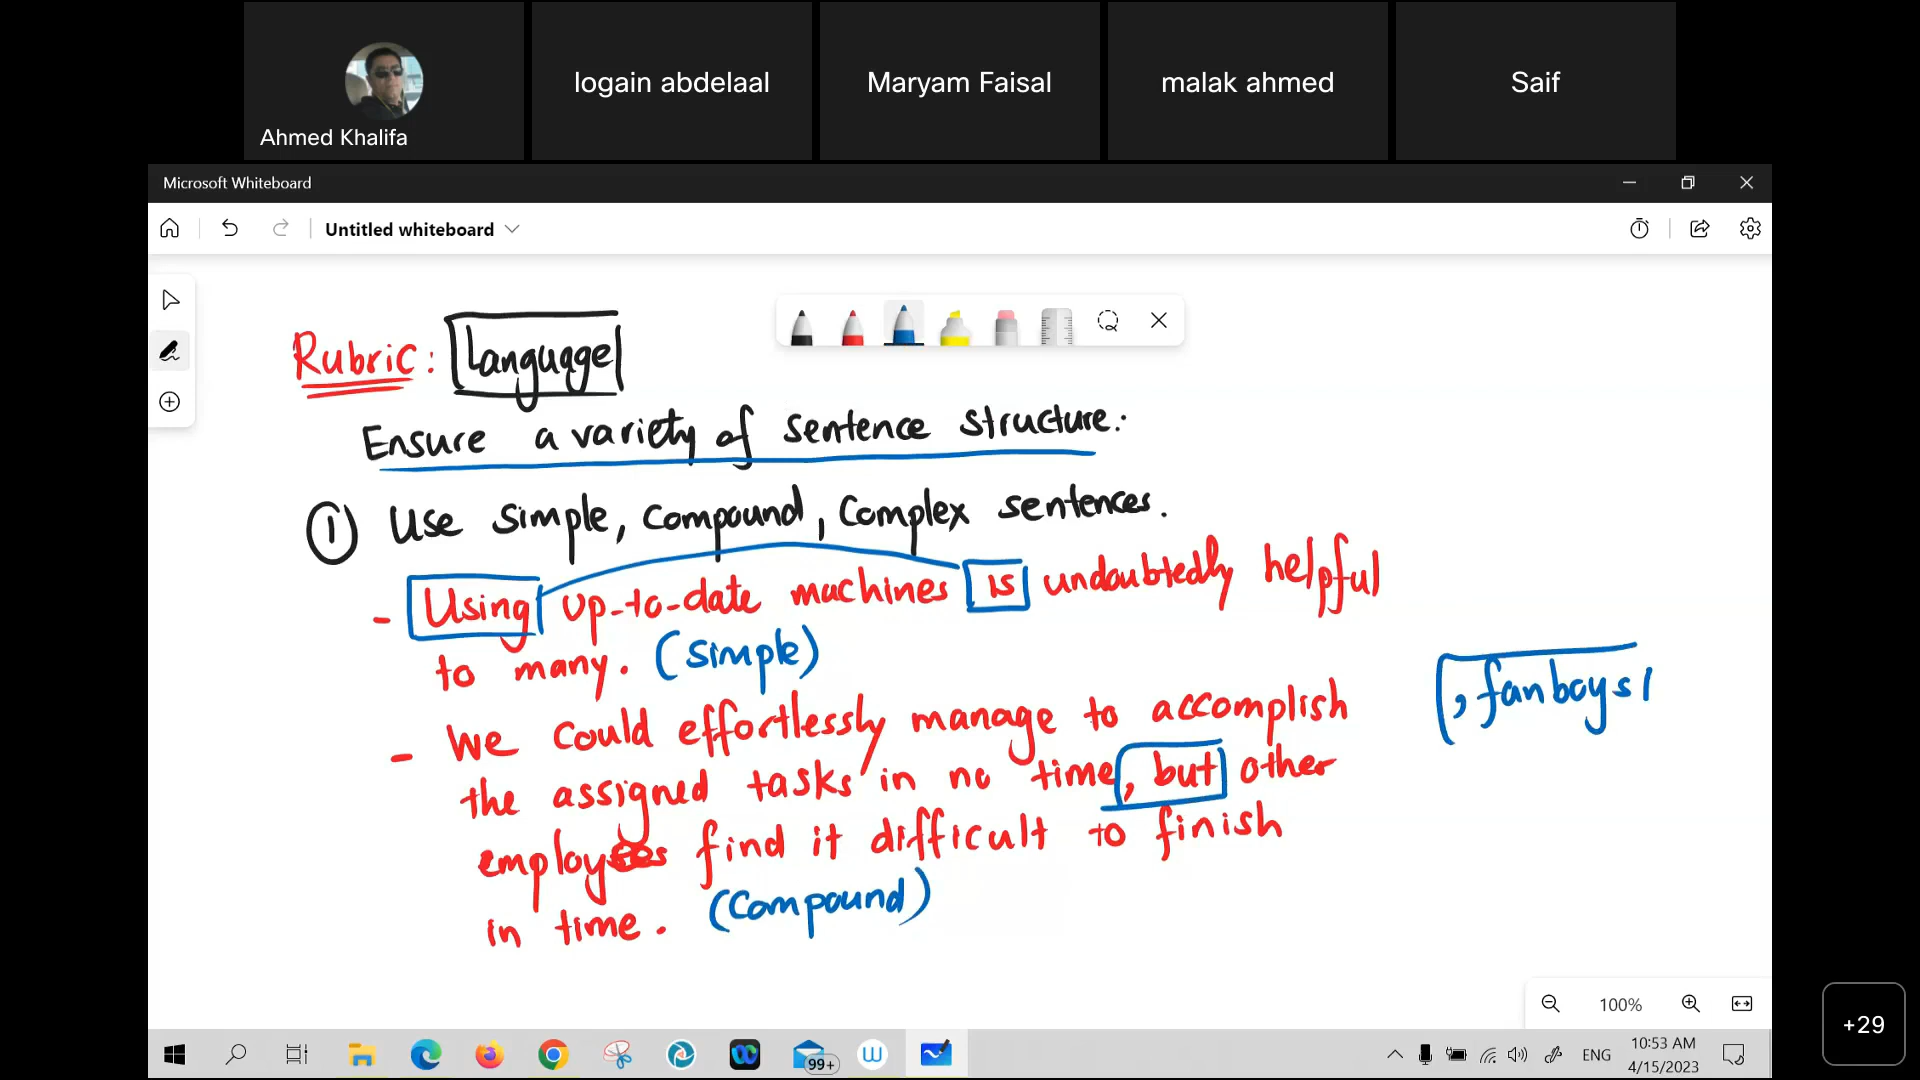 Ahmed Khalifa
logain abdelaal
Maryam Faisal
malak ahmed
Saif
Microsoft Whiteboard
Untitled whiteboard
Rubric: Language
Ensure a variety of sentence structure.
① Use simple, compound, complex sentences.
- Using up-to-date machines is undoubtedly helpful
to many. (simple)
, fanboys
- We could effortlessly manage to accomplish
the assigned tasks in no time, but other
employees find it difficult to finish
in time. (compound)
100%
+29
99+
ENG
10:53 AM
4/15/2023